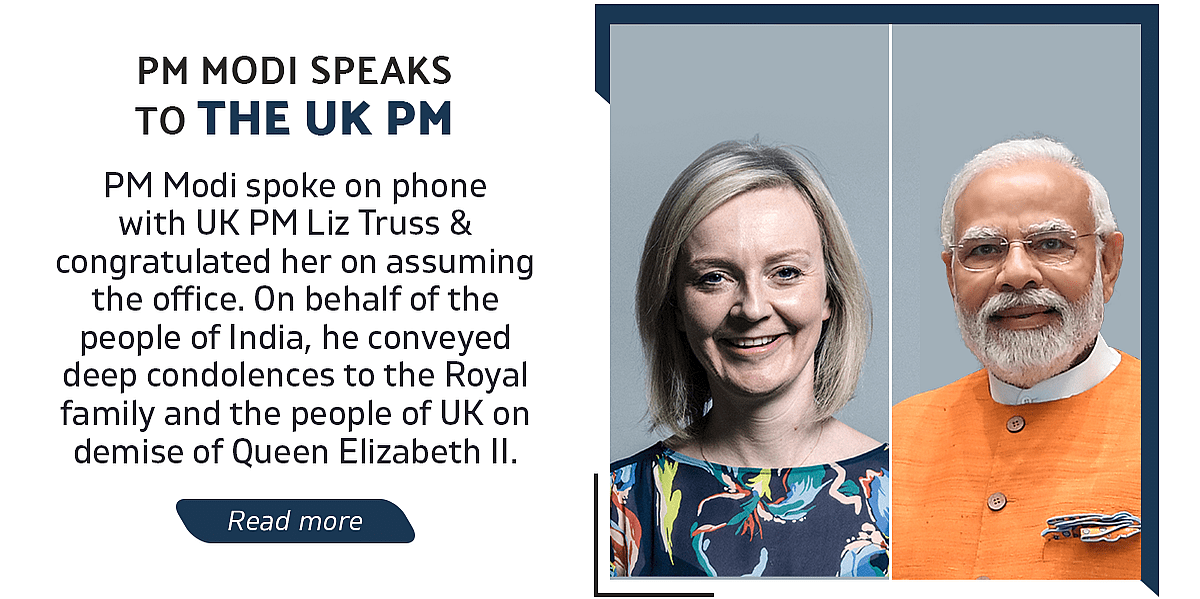 PM MODI SPEAKS
TO THE UK PM
PM Modi spoke on phone
with UK PM Liz Truss &
congratulated her on assuming
the office. On behalf of the
people of India, he conveyed
deep condolences to the Royal
family and the people of UK on
demise of Queen Elizabeth II.
Read more